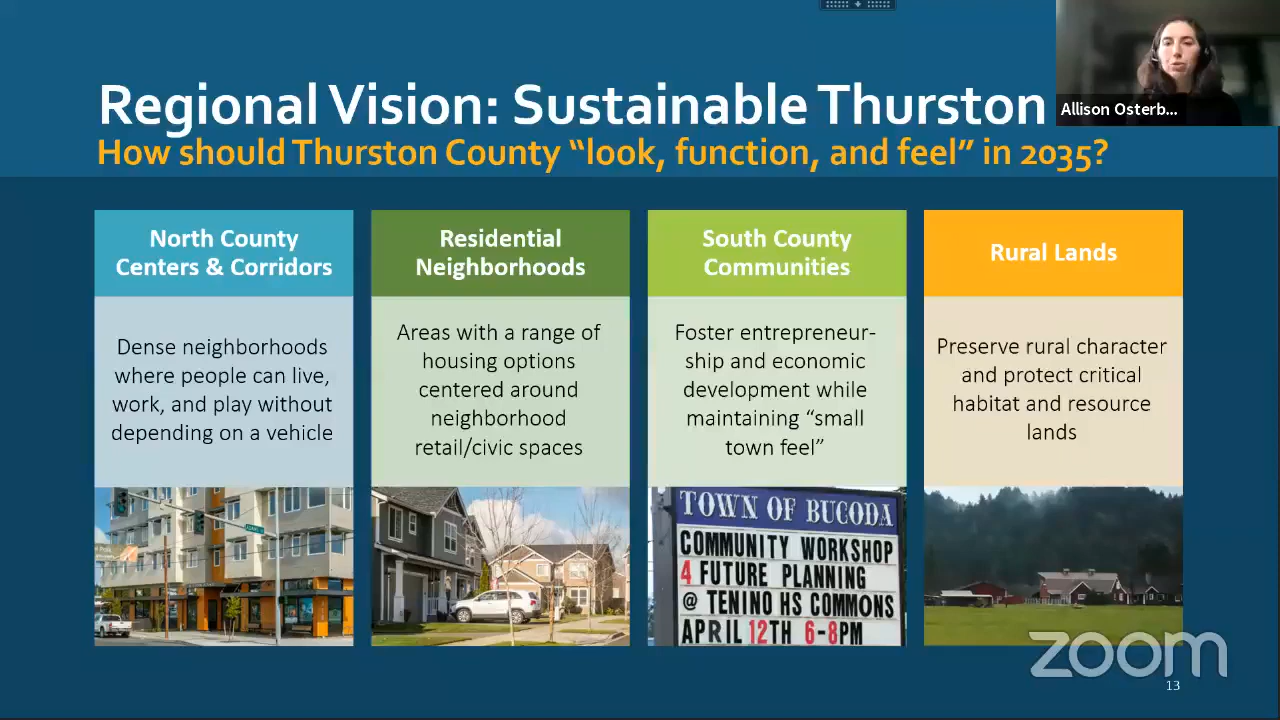 Regional Vision: Sustainable Thurston
How should Thurston County “look, function, and feel” in 2035?
Allison Osterb...
North County
Centers & Corridors
Dense neighborhoods
where people can live,
work, and play without
depending on a vehicle
Residential
Neighborhoods
Areas with a range of
housing options
centered around
neighborhood
retail/civic spaces
South County
Communities
Foster entrepreneur-
ship and economic
development while
maintaining “small
town feel”
Rural Lands
Preserve rural character
and protect critical
habitat and resource
lands
TOWN OF BUCODA
COMMUNITY WORKSHOP
4 FUTURE PLANNING
@ TENINO HS COMMONS
APRIL 12TH 6-8PM
zoom
13